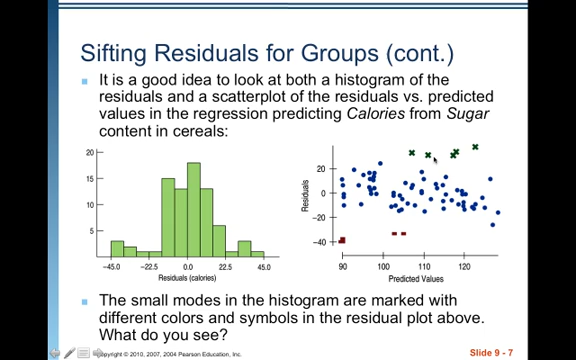 Sifting Residuals for Groups (cont.)
It is a good idea to look at both a histogram of the
residuals and a scatterplot of the residuals vs. predicted
values in the regression predicting Calories from Sugar
content in cereals:
20
15
10
5
-45.0 -22.5 0.0 22.5 45.0
Residuals (calories)
20
0
-20
-40
Residuals
90 100 110 120
Predicted Values
The small modes in the histogram are marked with
different colors and symbols in the residual plot above.
What do you see?
Copyright © 2010, 2007, 2004 Pearson Education, Inc.
Slide 9 - 7